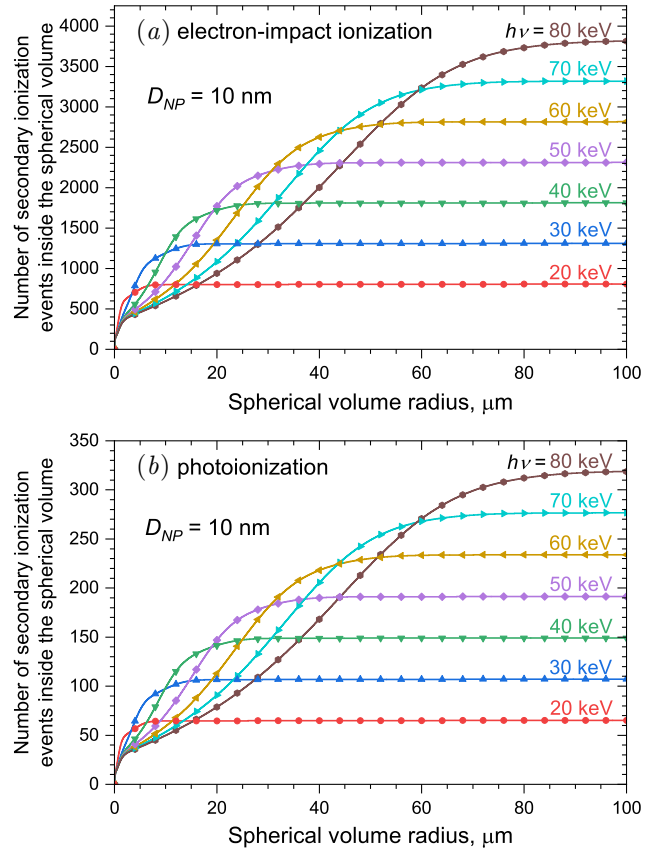 (a) electron-impact ionization
hν = 80 keV
70 keV
D_NP = 10 nm
60 keV
50 keV
40 keV
30 keV
20 keV
Number of secondary ionization
events inside the spherical volume
4000
3500
3000
2500
2000
1500
1000
500
0
0 20 40 60 80 100
Spherical volume radius, μm
(b) photoionization
hν = 80 keV
70 keV
D_NP = 10 nm
60 keV
50 keV
40 keV
30 keV
20 keV
Number of secondary ionization
events inside the spherical volume
350
300
250
200
150
100
50
0
0 20 40 60 80 100
Spherical volume radius, μm